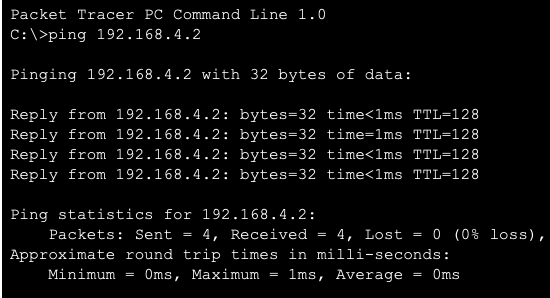 Packet Tracer PC Command Line 1.0
C:\>ping 192.168.4.2
Pinging 192.168.4.2 with 32 bytes of data:
Reply from 192.168.4.2: bytes=32 time<1ms TTL=128
Reply from 192.168.4.2: bytes=32 time=1ms TTL=128
Reply from 192.168.4.2: bytes=32 time<1ms TTL=128
Reply from 192.168.4.2: bytes=32 time<1ms TTL=128
Ping statistics for 192.168.4.2:
    Packets: Sent = 4, Received = 4, Lost = 0 (0% loss),
Approximate round trip times in milli-seconds:
    Minimum = 0ms, Maximum = 1ms, Average = 0ms